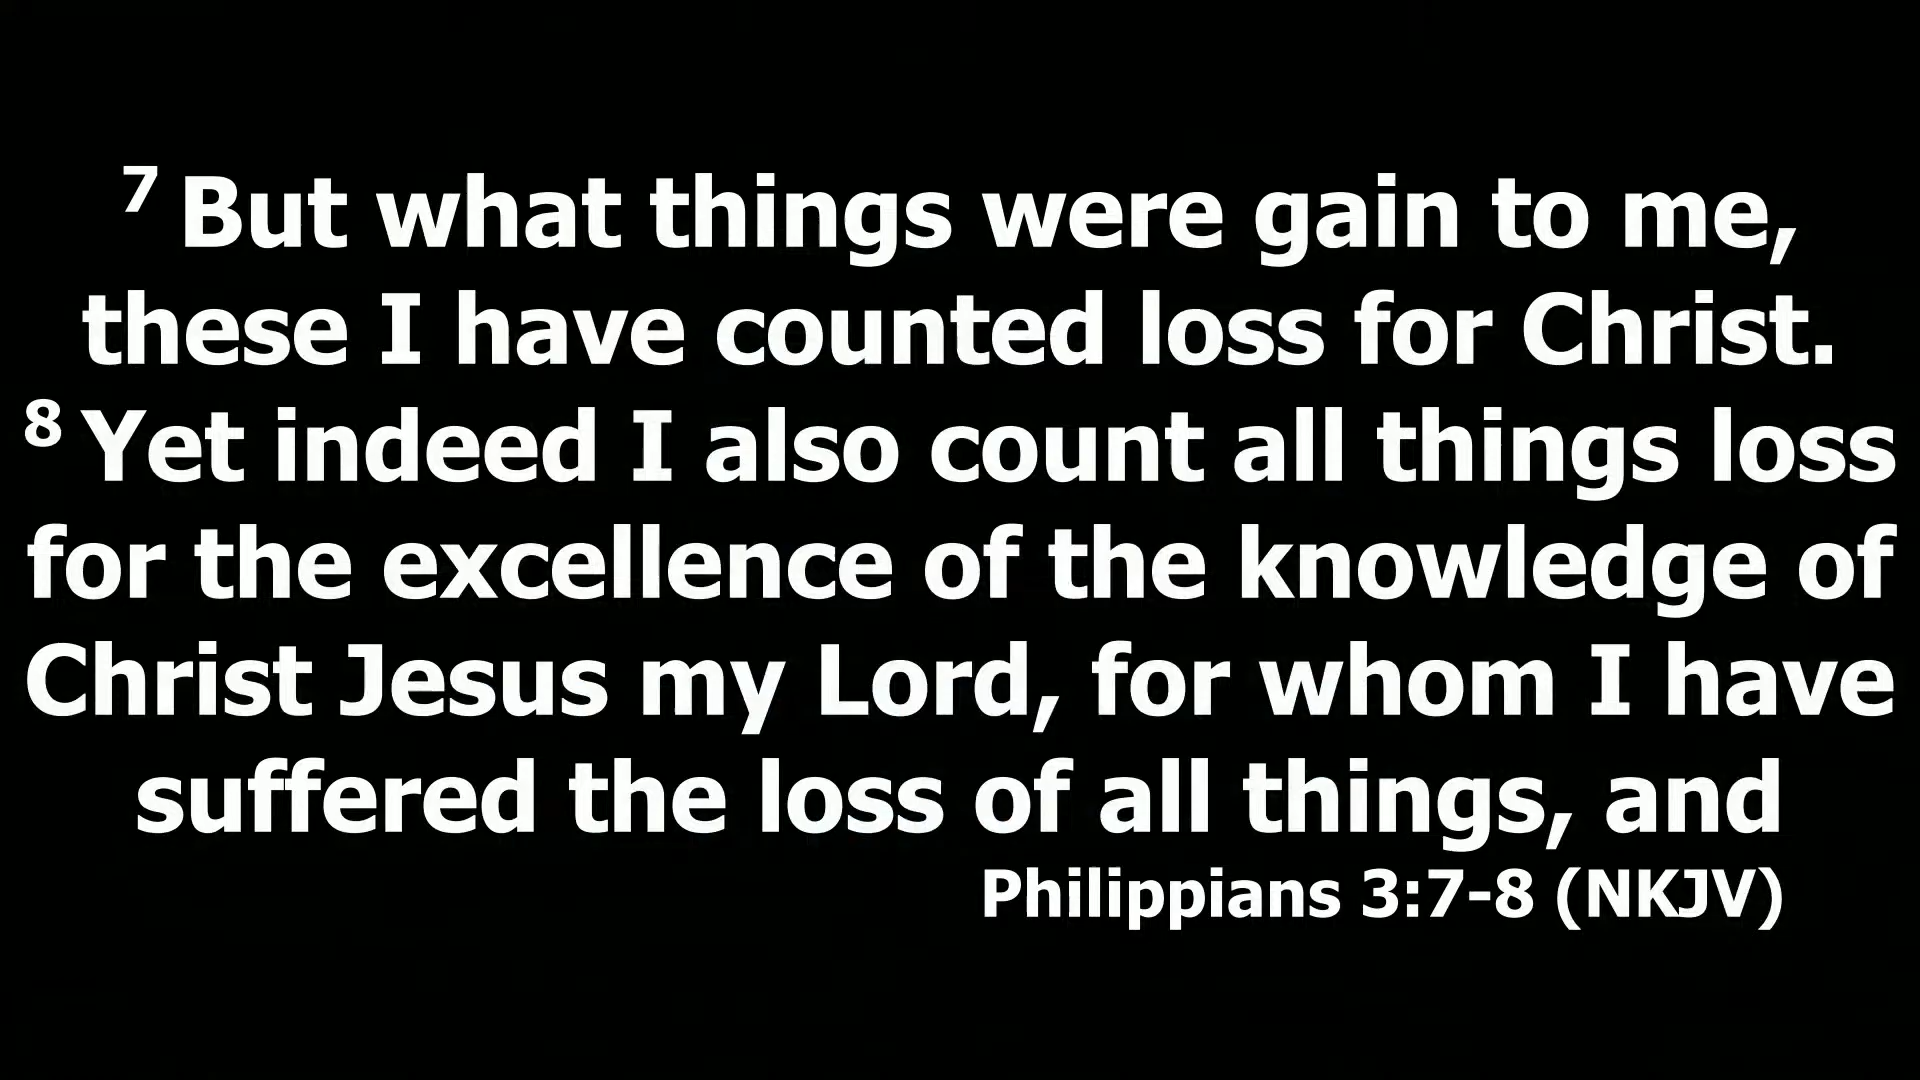 7 But what things were gain to me,
these I have counted loss for Christ.
8 Yet indeed I also count all things loss
for the excellence of the knowledge of
Christ Jesus my Lord, for whom I have
suffered the loss of all things, and
Philippians 3:7-8 (NKJV)